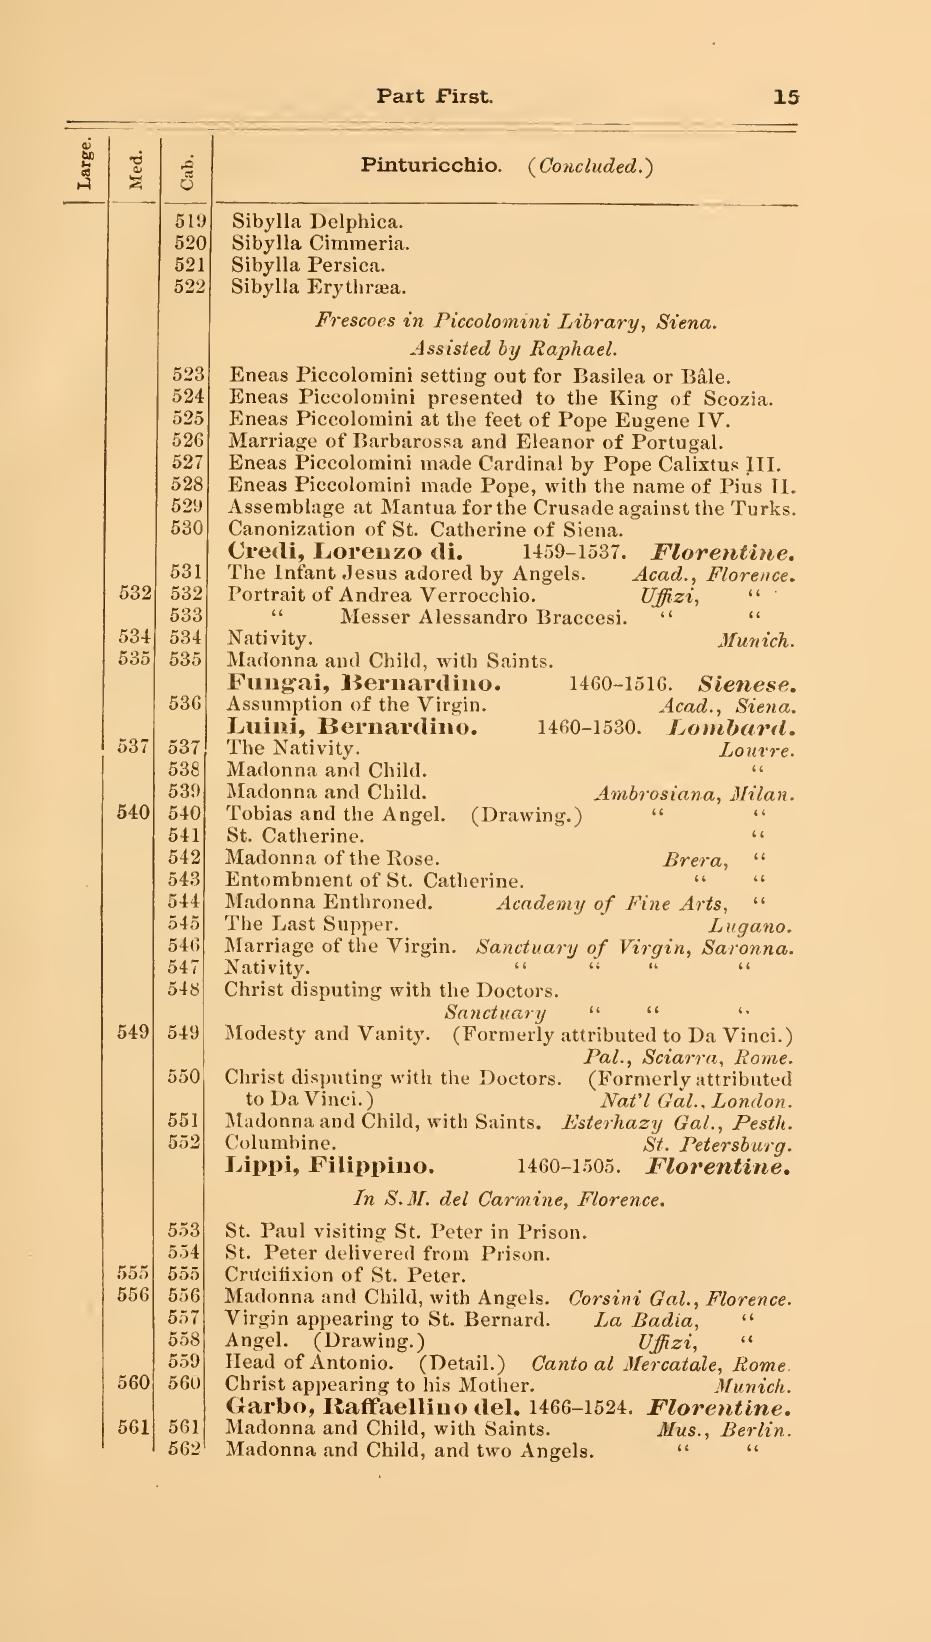 Part First. 15
Large. Med. Cab. Pinturicchio. (Concluded.)
519 Sibylla Delphica.
520 Sibylla Cimmeria.
521 Sibylla Persica.
522 Sibylla Erythræa.
Frescoes in Piccolomini Library, Siena.
Assisted by Raphael.
523 Eneas Piccolomini setting out for Basilea or Bâle.
524 Eneas Piccolomini presented to the King of Scozia.
525 Eneas Piccolomini at the feet of Pope Eugene IV.
526 Marriage of Barbarossa and Eleanor of Portugal.
527 Eneas Piccolomini made Cardinal by Pope Calixtus III.
528 Eneas Piccolomini made Pope, with the name of Pius II.
529 Assemblage at Mantua for the Crusade against the Turks.
530 Canonization of St. Catherine of Siena.
Credi, Lorenzo di. 1459-1537. Florentine.
531 The Infant Jesus adored by Angels. Acad., Florence.
532 532 Portrait of Andrea Verrocchio. Uffizi, “
533 “ Messer Alessandro Braccesi. “ “
534 534 Nativity. Munich.
535 535 Madonna and Child, with Saints.
Fungai, Bernardino. 1460-1516. Sienese.
536 Assumption of the Virgin. Acad., Siena.
Luini, Bernardino. 1460-1530. Lombard.
537 537 The Nativity. Louvre.
538 Madonna and Child. “
539 Madonna and Child. Ambrosiana, Milan.
540 540 Tobias and the Angel. (Drawing.) “ “
541 St. Catherine. “
542 Madonna of the Rose. Brera, “
543 Entombment of St. Catherine. “ “
544 Madonna Enthroned. Academy of Fine Arts, “
545 The Last Supper. Lugano.
546 Marriage of the Virgin. Sanctuary of Virgin, Saronna.
547 Nativity. “ “ “ “
548 Christ disputing with the Doctors.
Sanctuary “ “ “
549 549 Modesty and Vanity. (Formerly attributed to Da Vinci.)
Pal., Sciarra, Rome.
550 Christ disputing with the Doctors. (Formerly attributed
to Da Vinci.) Nat'l Gal., London.
551 Madonna and Child, with Saints. Esterhazy Gal., Pesth.
552 Columbine. St. Petersburg.
Lippi, Filippino. 1460-1505. Florentine.
In S.M. del Carmine, Florence.
553 St. Paul visiting St. Peter in Prison.
554 St. Peter delivered from Prison.
555 555 Crucifixion of St. Peter.
556 556 Madonna and Child, with Angels. Corsini Gal., Florence.
557 Virgin appearing to St. Bernard. La Badia, “
558 Angel. (Drawing.) Uffizi, “
559 Head of Antonio. (Detail.) Canto al Mercatale, Rome.
560 560 Christ appearing to his Mother. Munich.
Garbo, Raffaellino del. 1466-1524. Florentine.
561 561 Madonna and Child, with Saints. Mus., Berlin.
562 Madonna and Child, and two Angels. “ “